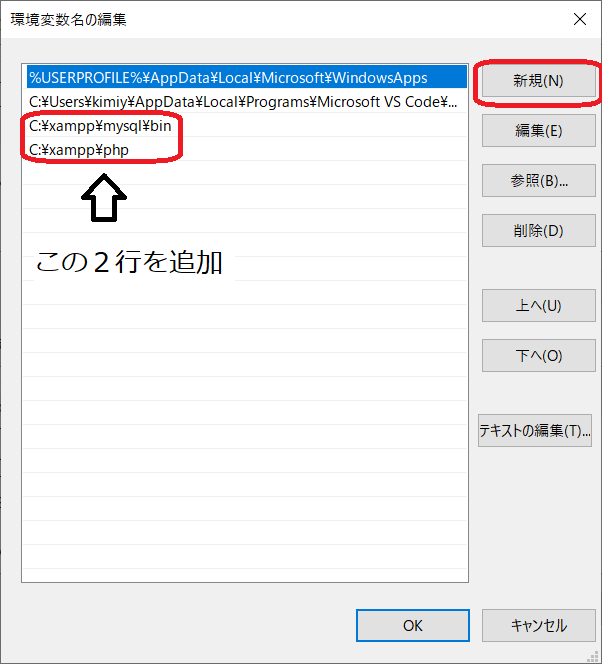 環境変数名の編集
%USERPROFILE%¥AppData¥Local¥Microsoft¥WindowsApps
C:¥Users¥kimiy¥AppData¥Local¥Programs¥Microsoft VS Code¥...
C:¥xampp¥mysql¥bin
C:¥xampp¥php
この２行を追加
新規(N)
編集(E)
参照(B)...
削除(D)
上へ(U)
下へ(O)
テキストの編集(T)...
OK
キャンセル